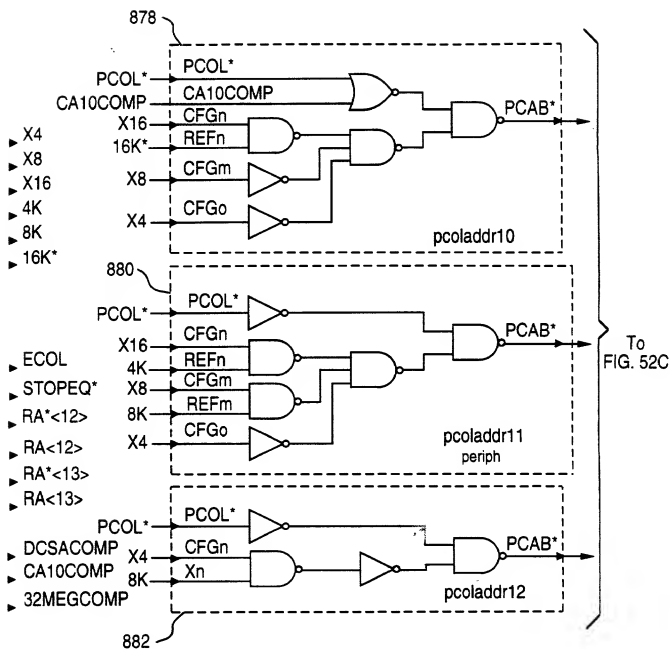 878
PCOL*
PCOL*
CA10COMP
CA10COMP
X16
CFGn
16K*
REFn
X8
CFGm
X4
CFGo
PCAB*
pcoladdr10
X4
X8
X16
4K
8K
16K*
880
PCOL*
PCOL*
X16
CFGn
4K
REFn
X8
CFGm
8K
REFm
X4
CFGo
PCAB*
pcoladdr11
periph
To
FIG. 52C
ECOL
STOPEQ*
RA*<12>
RA<12>
RA*<13>
RA<13>
PCOL*
PCOL*
X4
CFGn
8K
Xn
PCAB*
pcoladdr12
DCSACOMP
CA10COMP
32MEGCOMP
882